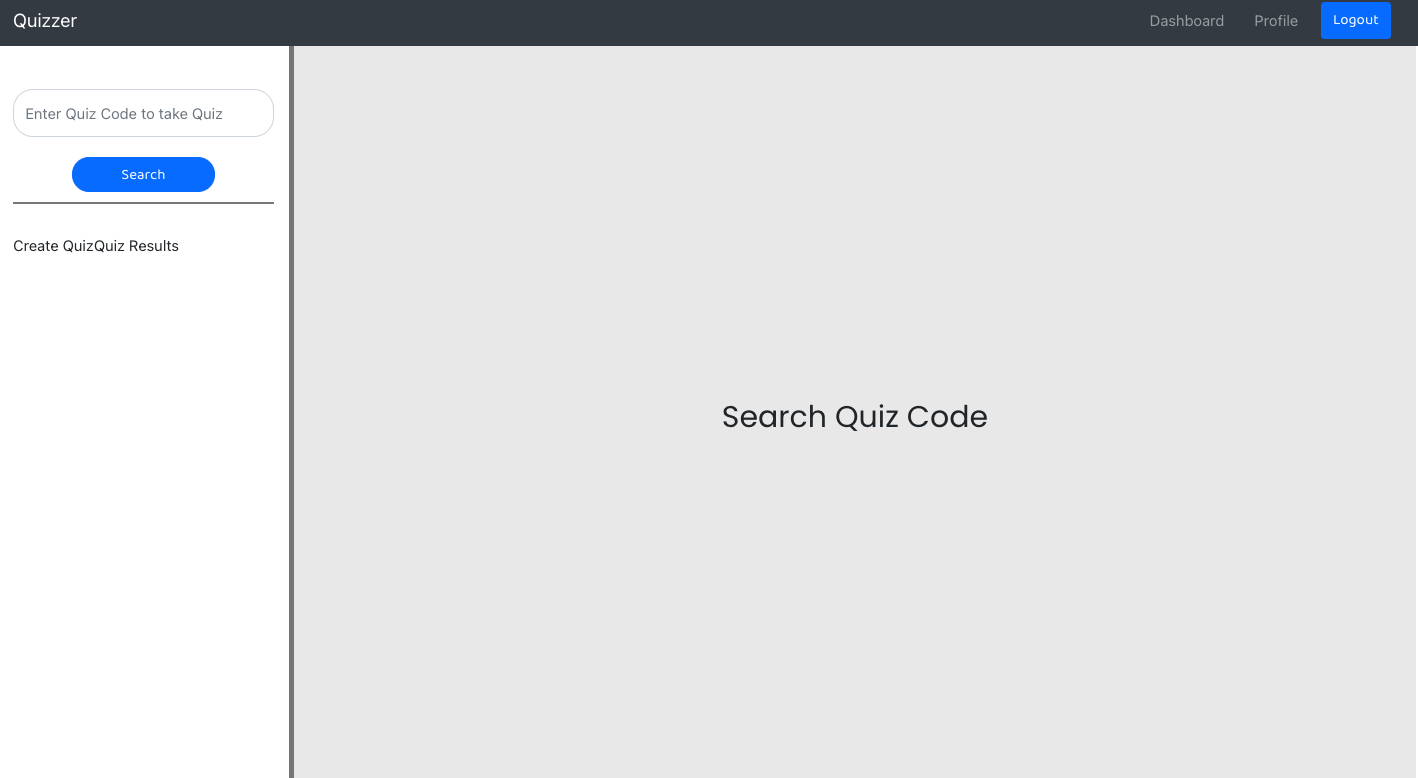 Quizzer
Dashboard
Profile
Logout
Enter Quiz Code to take Quiz
Search
Create QuizQuiz Results
Search Quiz Code